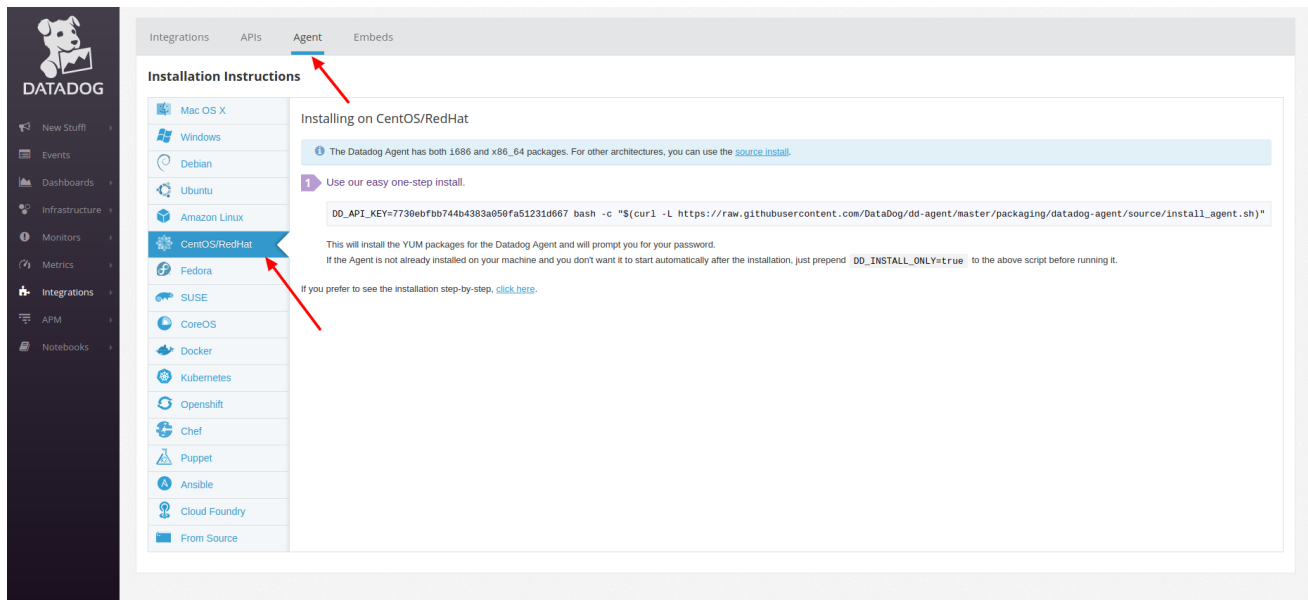 DATADOG
New Stuff!
Events
Dashboards
Infrastructure
Monitors
Metrics
Integrations
APM
Notebooks
Integrations APIs Agent Embeds
Installation Instructions
Mac OS X
Windows
Debian
Ubuntu
Amazon Linux
CentOS/RedHat
Fedora
SUSE
CoreOS
Docker
Kubernetes
Openshift
Chef
Puppet
Ansible
Cloud Foundry
From Source
Installing on CentOS/RedHat
The Datadog Agent has both i686 and x86_64 packages. For other architectures, you can use the source install.
1 Use our easy one-step install.
DD_API_KEY=7730ebfbb744b4383a050fa51231d667 bash -c "$(curl -L https://raw.githubusercontent.com/DataDog/dd-agent/master/packaging/datadog-agent/source/install_agent.sh)"
This will install the YUM packages for the Datadog Agent and will prompt you for your password.
If the Agent is not already installed on your machine and you don't want it to start automatically after the installation, just prepend DD_INSTALL_ONLY=true to the above script before running it.
If you prefer to see the installation step-by-step, click here.